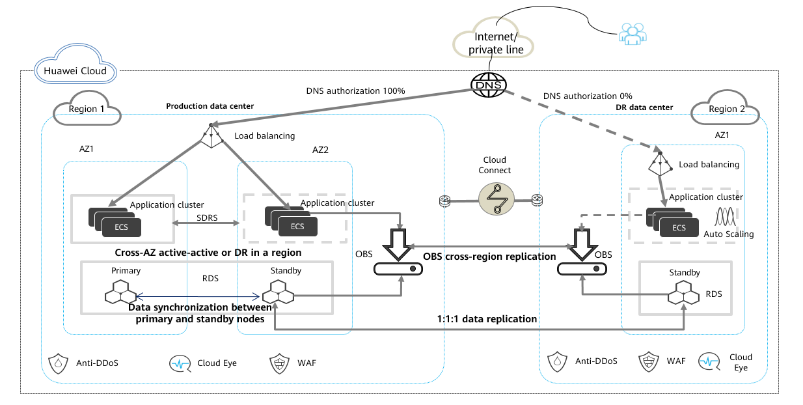 Internet/
private line
Huawei Cloud
DNS
DNS authorization 100%
DNS authorization 0%
Region 1
Production data center
DR data center
Region 2
Load balancing
AZ1
AZ2
AZ1
Load balancing
Cloud
Connect
Application cluster
ECS
SDRS
Application cluster
ECS
Application cluster
ECS
Auto Scaling
Cross-AZ active-active or DR in a region
OBS
OBS cross-region replication
OBS
Primary
RDS
Standby
Data synchronization between
primary and standby nodes
Standby
RDS
1:1:1 data replication
Anti-DDoS
Cloud Eye
WAF
Anti-DDoS
WAF
Cloud
Eye